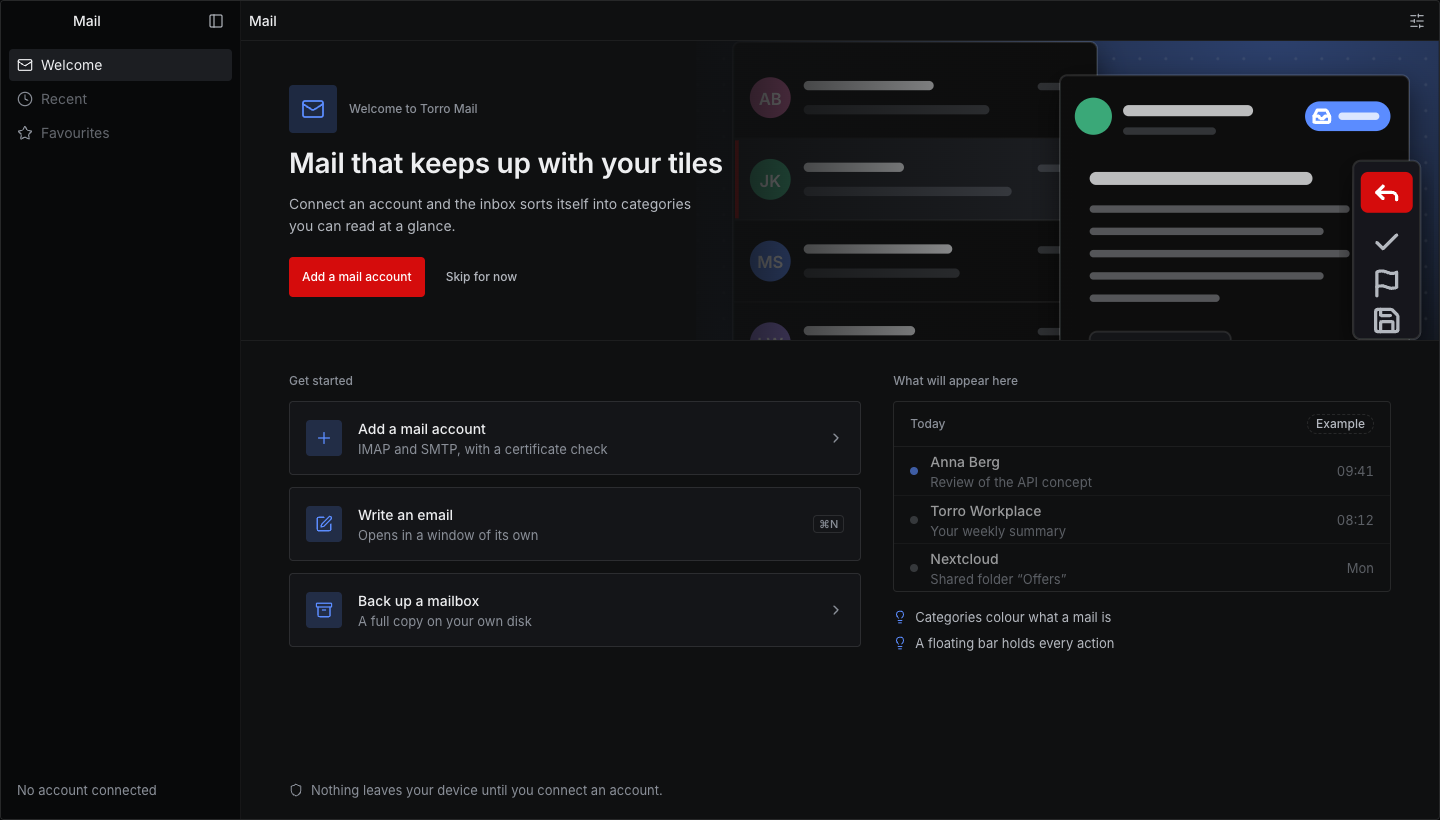 Mail
Mail
Welcome
Recent
Favourites
Welcome to Torro Mail
Mail that keeps up with your tiles
Connect an account and the inbox sorts itself into categories
you can read at a glance.
Add a mail account
Skip for now
AB
JK
MS
Get started
Add a mail account
IMAP and SMTP, with a certificate check
Write an email
Opens in a window of its own
⌘N
Back up a mailbox
A full copy on your own disk
What will appear here
Today
Example
Anna Berg
Review of the API concept
09:41
Torro Workplace
Your weekly summary
08:12
Nextcloud
Shared folder “Offers”
Mon
Categories colour what a mail is
A floating bar holds every action
No account connected
Nothing leaves your device until you connect an account.